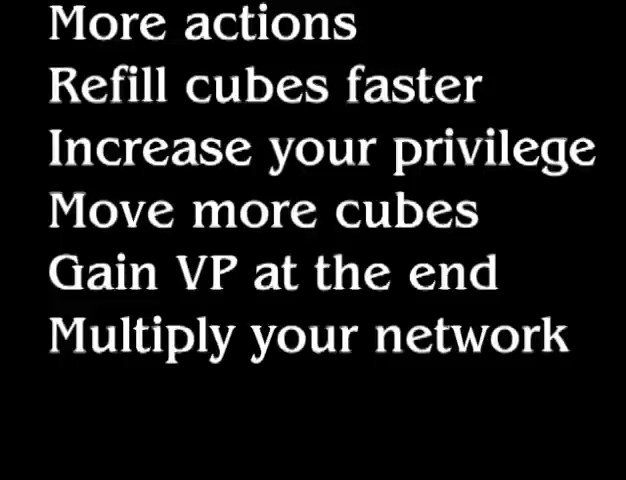 More actions
Refill cubes faster
Increase your privilege
Move more cubes
Gain VP at the end
Multiply your network